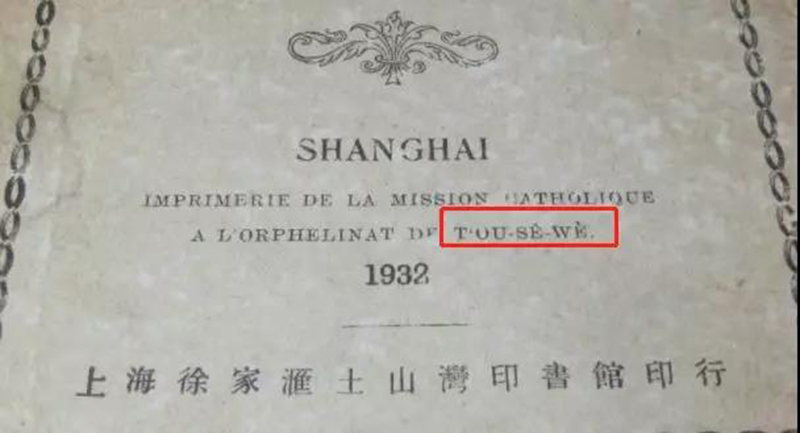 SHANGHAI
IMPRIMERIE DE LA MISSION CATHOLIQUE
A L'ORPHELINAT DE T'OU-SÈ-WÈ.
1932
上海徐家滙土山灣印書館印行